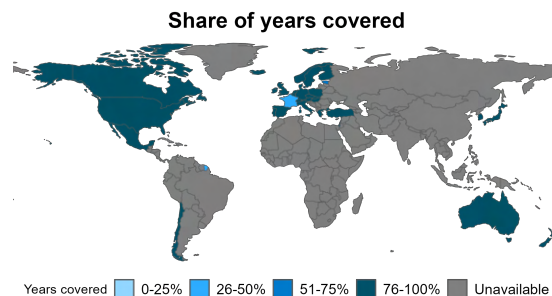 Share of years covered
Years covered 0-25% 26-50% 51-75% 76-100% Unavailable